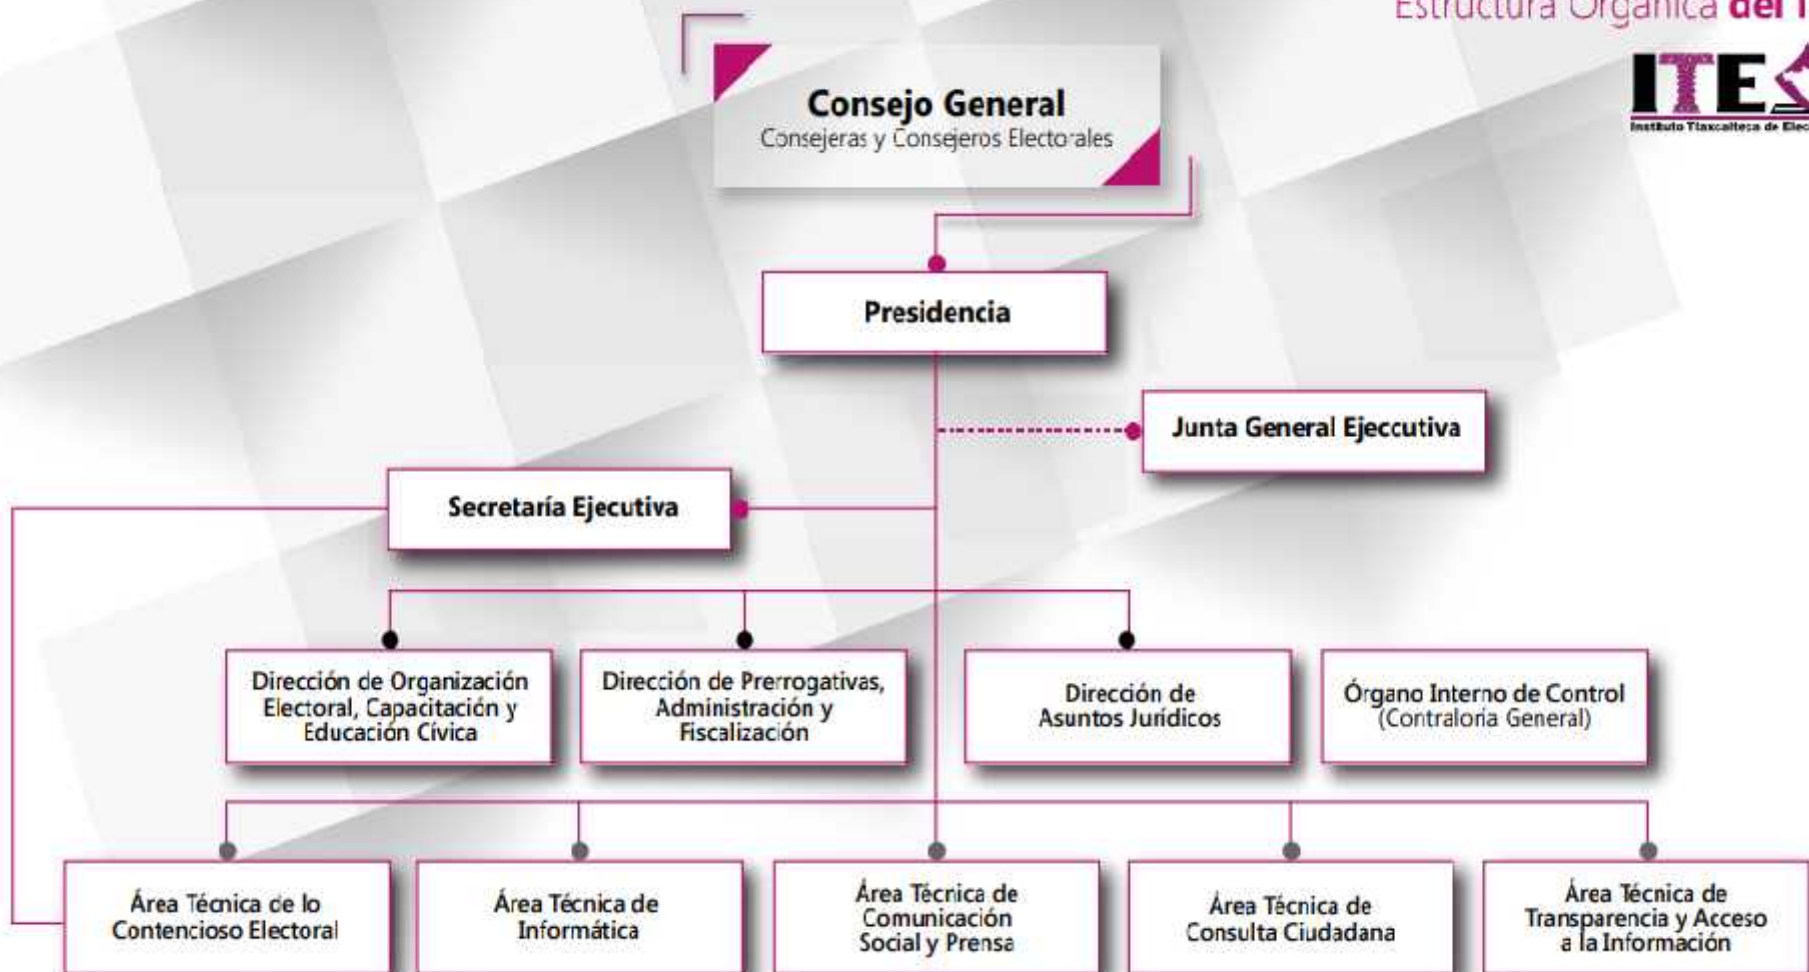 Estructura Orgánica del
ITE
Instituto Tlaxcalteca de
Consejo General
Consejeras y Consejeros Electorales
Presidencia
Junta General Ejeccutiva
Secretaría Ejecutiva
Dirección de Organización
Electoral, Capacitación y
Educación Cívica
Dirección de Prerrogativas,
Administración y
Fiscalización
Dirección de
Asuntos Jurídicos
Órgano Interno de Control
(Contraloría General)
Área Técnica de lo
Contencioso Electoral
Área Técnica de
Informática
Área Técnica de
Comunicación
Social y Prensa
Área Técnica de
Consulta Ciudadana
Área Técnica de
Transparencia y Acceso
a la Información